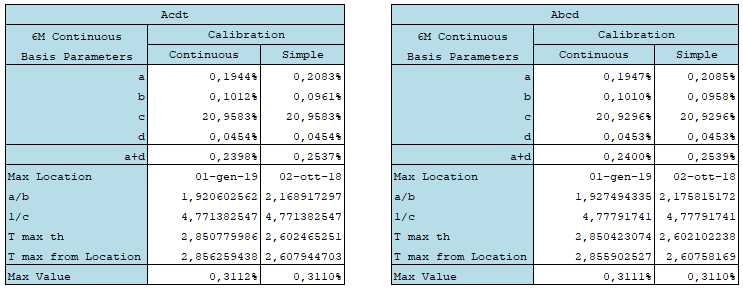 Acdt
€M Continuous Basis Parameters Calibration
Continuous Simple
a 0,1944% 0,2083%
b 0,1012% 0,0961%
c 20,9583% 20,9583%
d 0,0454% 0,0454%
a+d 0,2398% 0,2537%
Max Location 01-gen-19 02-ott-18
a/b 1,920602562 2,168917297
1/c 4,771382547 4,771382547
T max th 2,850779986 2,602465251
T max from Location 2,856259438 2,607944703
Max Value 0,3112% 0,3110%
Abcd
€M Continuous Basis Parameters Calibration
Continuous Simple
a 0,1947% 0,2085%
b 0,1010% 0,0958%
c 20,9296% 20,9296%
d 0,0453% 0,0453%
a+d 0,2400% 0,2539%
Max Location 01-gen-19 02-ott-18
a/b 1,927494335 2,175815172
1/c 4,77791741 4,77791741
T max th 2,850423074 2,602102238
T max from Location 2,855902527 2,60758169
Max Value 0,3111% 0,3110%